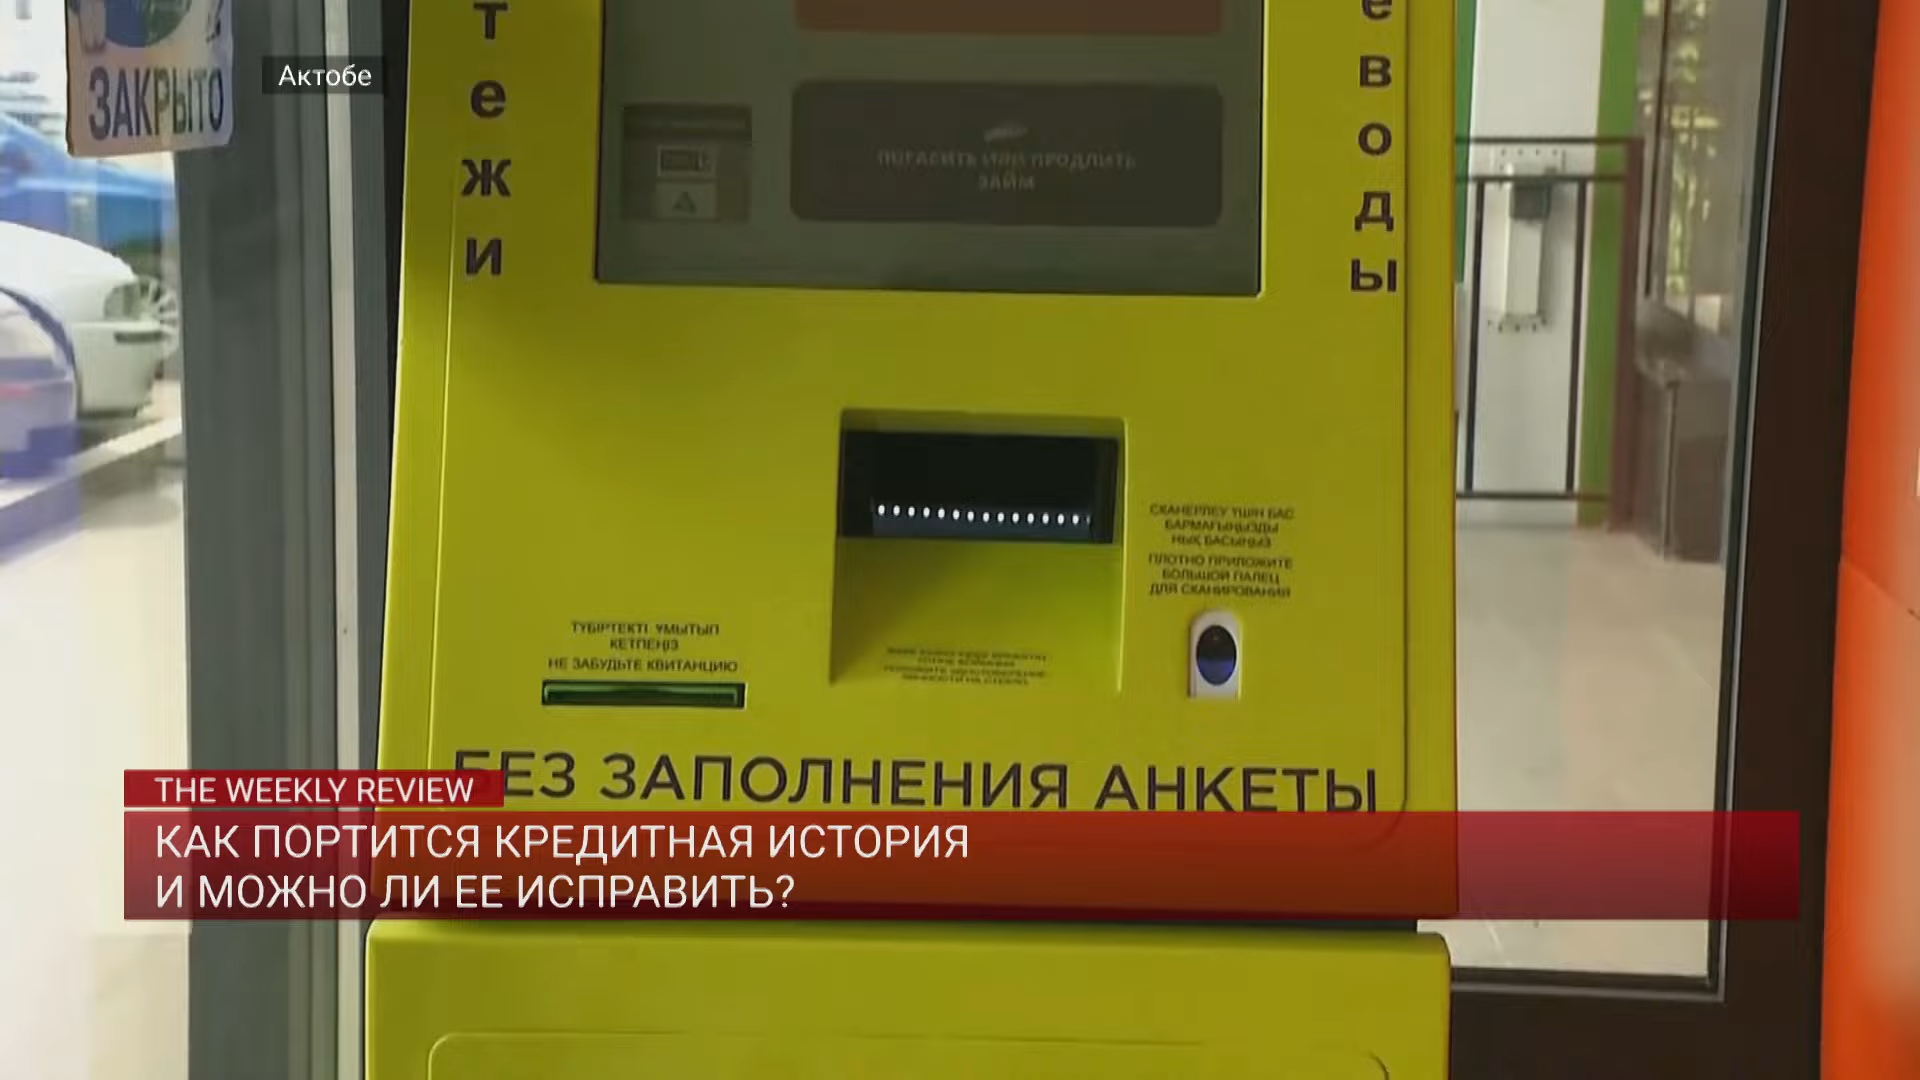 ЗАКРЫТО
Актобе
тежи
еводы
ПОГАСИТЬ ИЛИ ПРОДЛИТЬ
ЗАЙМ
СКАНЕРЛЕУ ҮШІН БАС
БАРМАҒЫҢЫЗДЫ
НЫҚ БАСЫҢЫЗ
ПЛОТНО ПРИЛОЖИТЕ
БОЛЬШОЙ ПАЛЕЦ
ДЛЯ СКАНИРОВАНИЯ
ТҮБІРТЕКТІ ҰМЫТЫП
КЕТПЕҢІЗ
НЕ ЗАБУДЬТЕ КВИТАНЦИЮ
БЕЗ ЗАПОЛНЕНИЯ АНКЕТЫ
THE WEEKLY REVIEW
КАК ПОРТИТСЯ КРЕДИТНАЯ ИСТОРИЯ
И МОЖНО ЛИ ЕЕ ИСПРАВИТЬ?